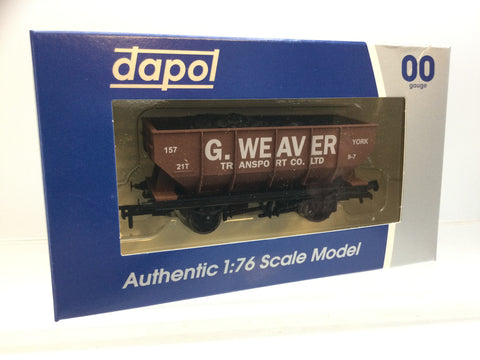 dapol
00
gauge
157
G. WEAVER
YORK
21T
TRANSPORT CO. LTD
9-7
Authentic 1:76 Scale Model